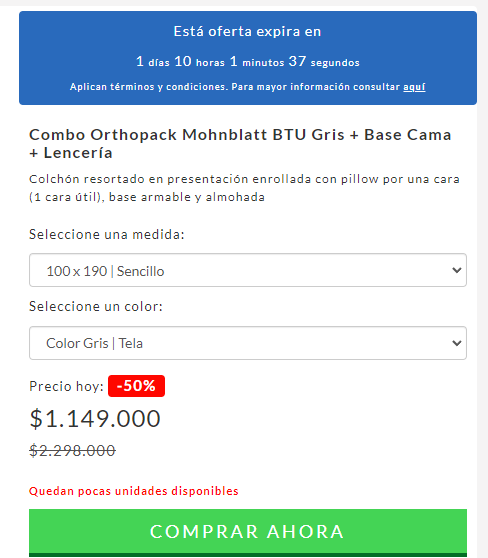 Está oferta expira en
1 días 10 horas 1 minutos 37 segundos
Aplican términos y condiciones. Para mayor información consultar aquí
Combo Orthopack Mohnblatt BTU Gris + Base Cama
+ Lencería
Colchón resortado en presentación enrollada con pillow por una cara
(1 cara útil), base armable y almohada
Seleccione una medida:
100 x 190 | Sencillo
Seleccione un color:
Color Gris | Tela
Precio hoy: -50%
$1.149.000
$2.298.000
Quedan pocas unidades disponibles
COMPRAR AHORA